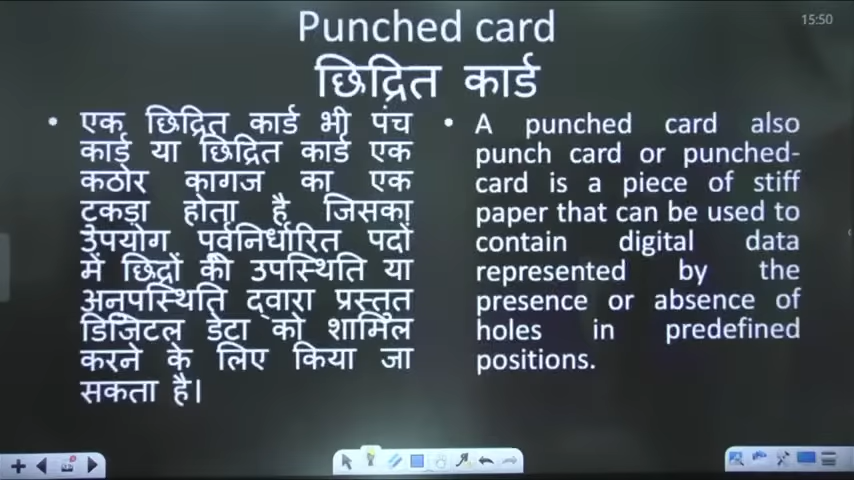 Punched card
15:50
छिद्रित कार्ड
• एक छिद्रित कार्ड भी पंच
कार्ड या छिद्रित कार्ड एक
कठोर कागज का एक
टुकड़ा होता है जिसका
उपयोग पूर्वनिर्धारित पदों
में छिद्रों की उपस्थिति या
अनुपस्थिति द्वारा प्रस्तुत
डिजिटल डेटा को शामिल
करने के लिए किया जा
सकता है।
• A punched card also
punch card or punched-
card is a piece of stiff
paper that can be used to
contain digital data
represented by the
presence or absence of
holes in predefined
positions.